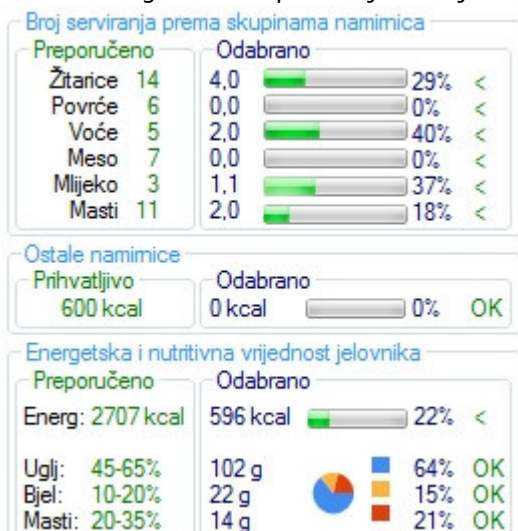 Broj serviranja prema skupinama namirnica
Preporučeno Odabrano
Žitarice 14 4,0 29% <
Povrće 6 0,0 0% <
Voće 5 2,0 40% <
Meso 7 0,0 0% <
Mlijeko 3 1,1 37% <
Masti 11 2,0 18% <
Ostale namirnice
Prihvatljivo Odabrano
600 kcal 0 kcal 0% OK
Energetska i nutritivna vrijednost jelovnika
Preporučeno Odabrano
Energ: 2707 kcal 596 kcal 22% <
Uglj: 45-65% 102 g 64% OK
Bjel: 10-20% 22 g 15% OK
Masti: 20-35% 14 g 21% OK